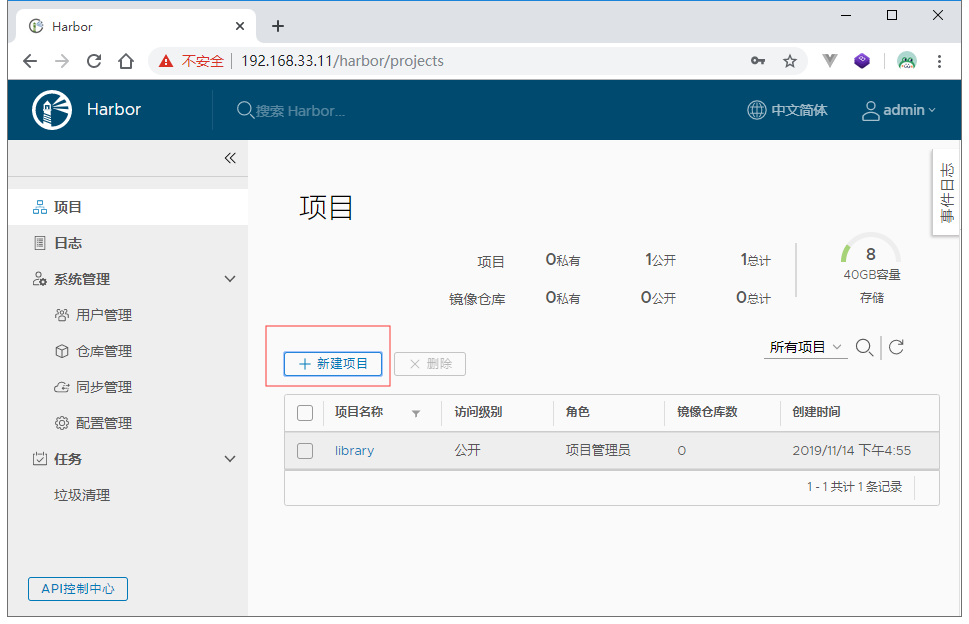 Harbor
不安全 192.168.33.11/harbor/projects
Harbor
搜索 Harbor...
中文简体
admin
事件日志
项目
日志
系统管理
用户管理
仓库管理
同步管理
配置管理
任务
垃圾清理
API控制中心
项目
项目 0私有 1公开 1总计
镜像仓库 0私有 0公开 0总计
8
40GB容量
存储
新建项目 删除
所有项目
项目名称 访问级别 角色 镜像仓库数 创建时间
library 公开 项目管理员 0 2019/11/14 下午4:55
1 - 1 共计 1 条记录